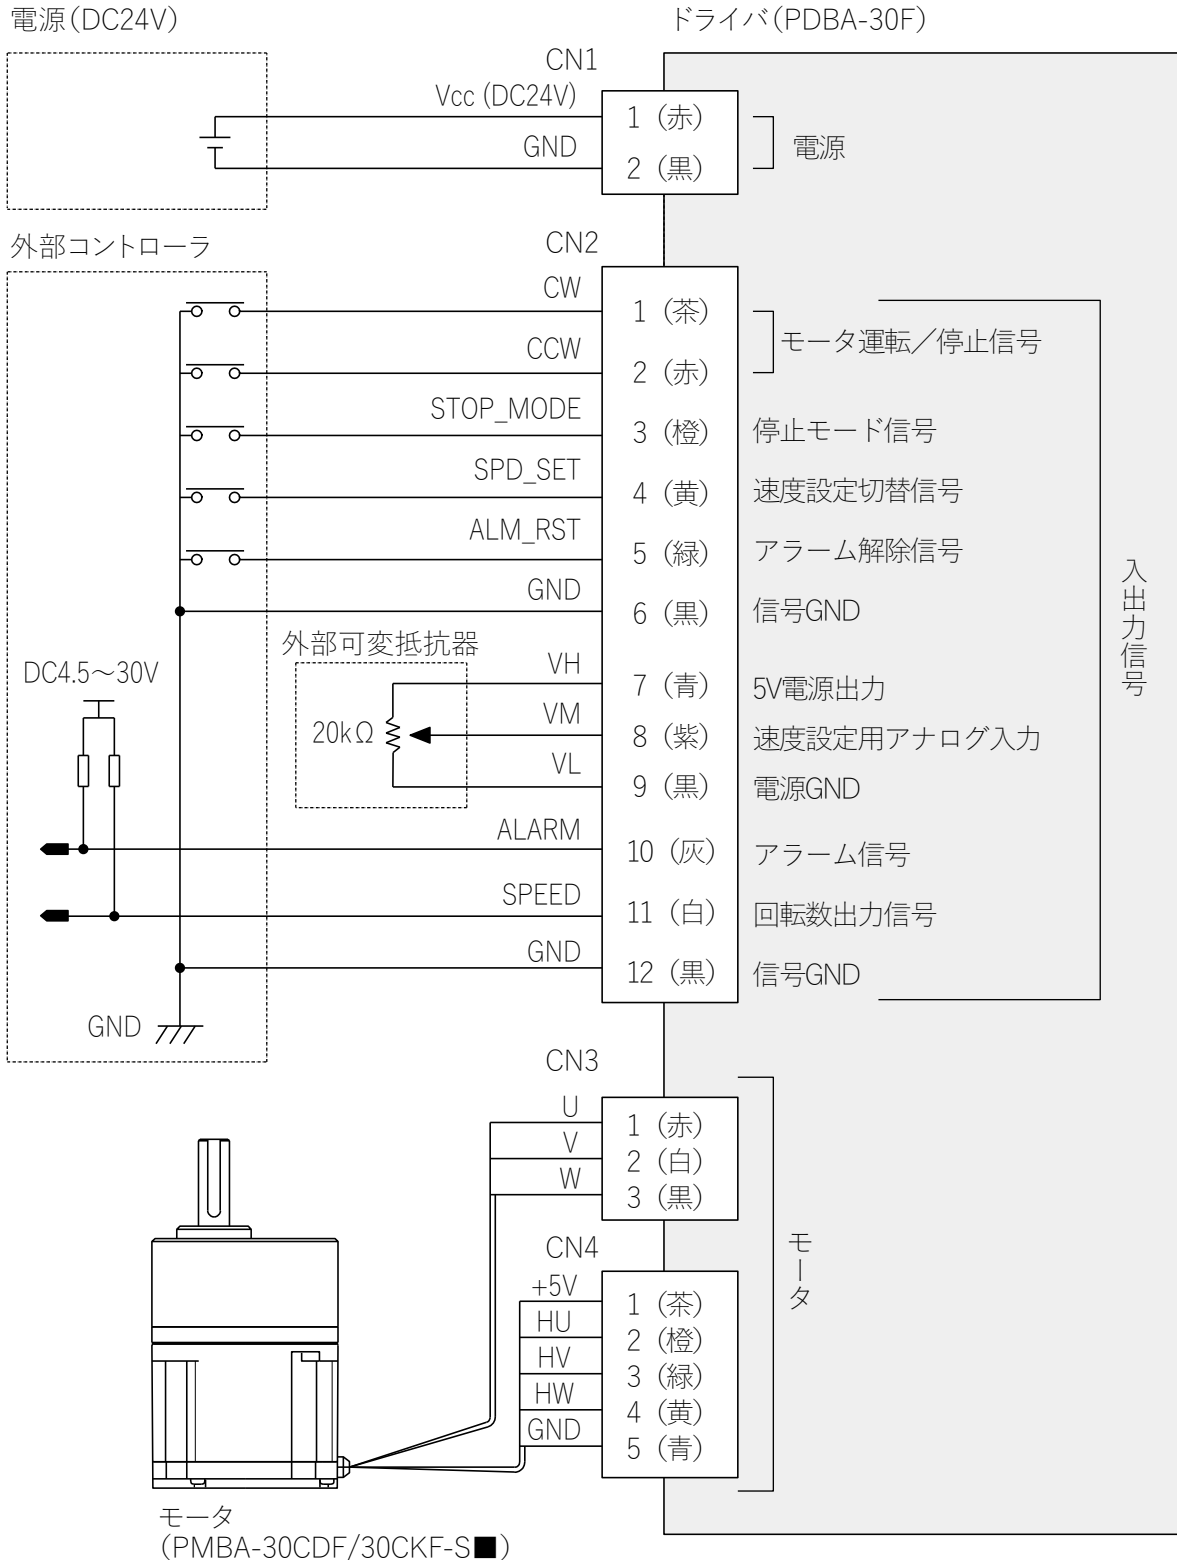 電源(DC24V)
ドライバ(PDBA-30F)
CN1
Vcc (DC24V)
1 (赤)
GND
2 (黒)
電源
外部コントローラ
CN2
CW
1 (茶)
CCW
2 (赤)
モータ運転／停止信号
STOP_MODE
3 (橙)
停止モード信号
SPD_SET
4 (黄)
速度設定切替信号
ALM_RST
5 (緑)
アラーム解除信号
GND
6 (黒)
信号GND
入出力信号
外部可変抵抗器
DC4.5～30V
VH
7 (青)
5V電源出力
20kΩ
VM
8 (紫)
速度設定用アナログ入力
VL
9 (黒)
電源GND
ALARM
10 (灰)
アラーム信号
SPEED
11 (白)
回転数出力信号
GND
12 (黒)
信号GND
GND
CN3
U
1 (赤)
V
2 (白)
W
3 (黒)
モータ
CN4
+5V
1 (茶)
HU
2 (橙)
HV
3 (緑)
HW
4 (黄)
GND
5 (青)
モータ
(PMBA-30CDF/30CKF-S■)